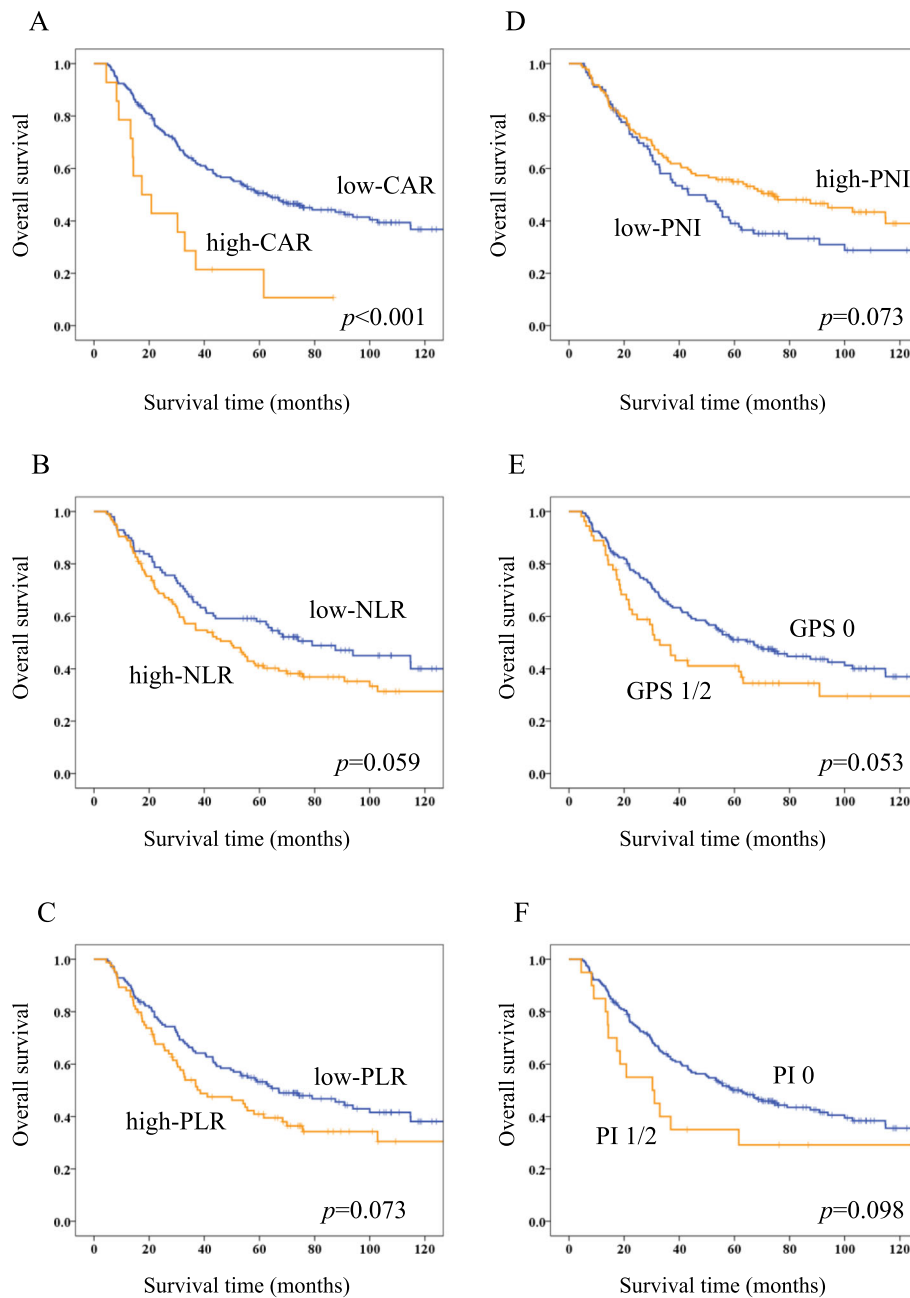 A
Overall survival
1.0
0.8
0.6
0.4
0.2
0.0
low-CAR
high-CAR
p<0.001
0 20 40 60 80 100 120
Survival time (months)
D
Overall survival
1.0
0.8
0.6
0.4
0.2
0.0
high-PNI
low-PNI
p=0.073
0 20 40 60 80 100 120
Survival time (months)
B
Overall survival
1.0
0.8
0.6
0.4
0.2
0.0
low-NLR
high-NLR
p=0.059
0 20 40 60 80 100 120
Survival time (months)
E
Overall survival
1.0
0.8
0.6
0.4
0.2
0.0
GPS 0
GPS 1/2
p=0.053
0 20 40 60 80 100 120
Survival time (months)
C
Overall survival
1.0
0.8
0.6
0.4
0.2
0.0
low-PLR
high-PLR
p=0.073
0 20 40 60 80 100 120
Survival time (months)
F
Overall survival
1.0
0.8
0.6
0.4
0.2
0.0
PI 0
PI 1/2
p=0.098
0 20 40 60 80 100 120
Survival time (months)